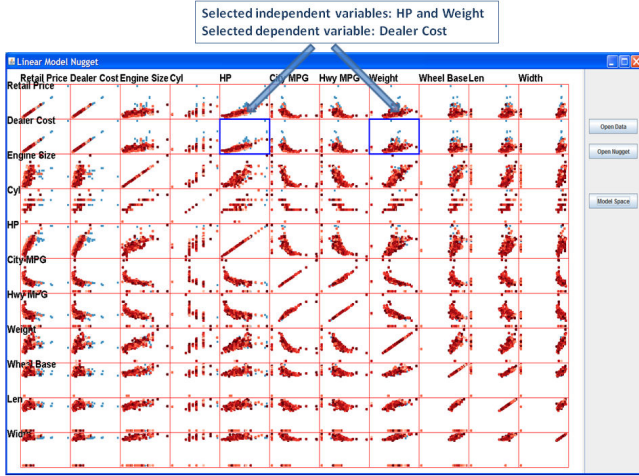 Selected independent variables: HP and Weight
Selected dependent variable: Dealer Cost
Linear Model Nugget
Retail Price Dealer Cost Engine Size Cyl HP City MPG Hwy MPG Weight Wheel Base Len Width
Retail Price
Dealer Cost
Open Data
Engine Size
Open Nugget
Cyl
Model Space
HP
City MPG
Hwy MPG
Weight
Wheel Base
Len
Width